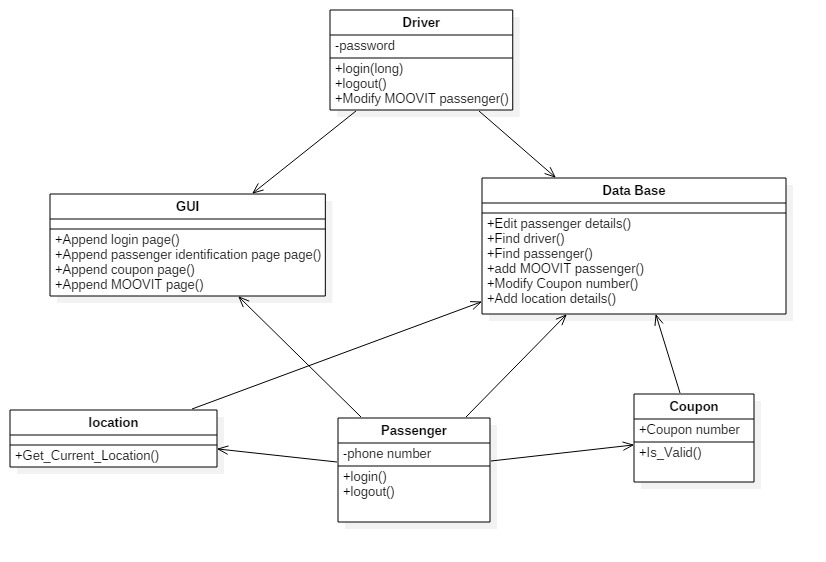 Driver
-password
+login(long)
+logout()
+Modify MOOVIT passenger()
GUI
+Append login page()
+Append passenger identification page page()
+Append coupon page()
+Append MOOVIT page()
Data Base
+Edit passenger details()
+Find driver()
+Find passenger()
+add MOOVIT passenger()
+Modify Coupon number()
+Add location details()
location
+Get_Current_Location()
Passenger
-phone number
+login()
+logout()
Coupon
+Coupon number
+Is_Valid()